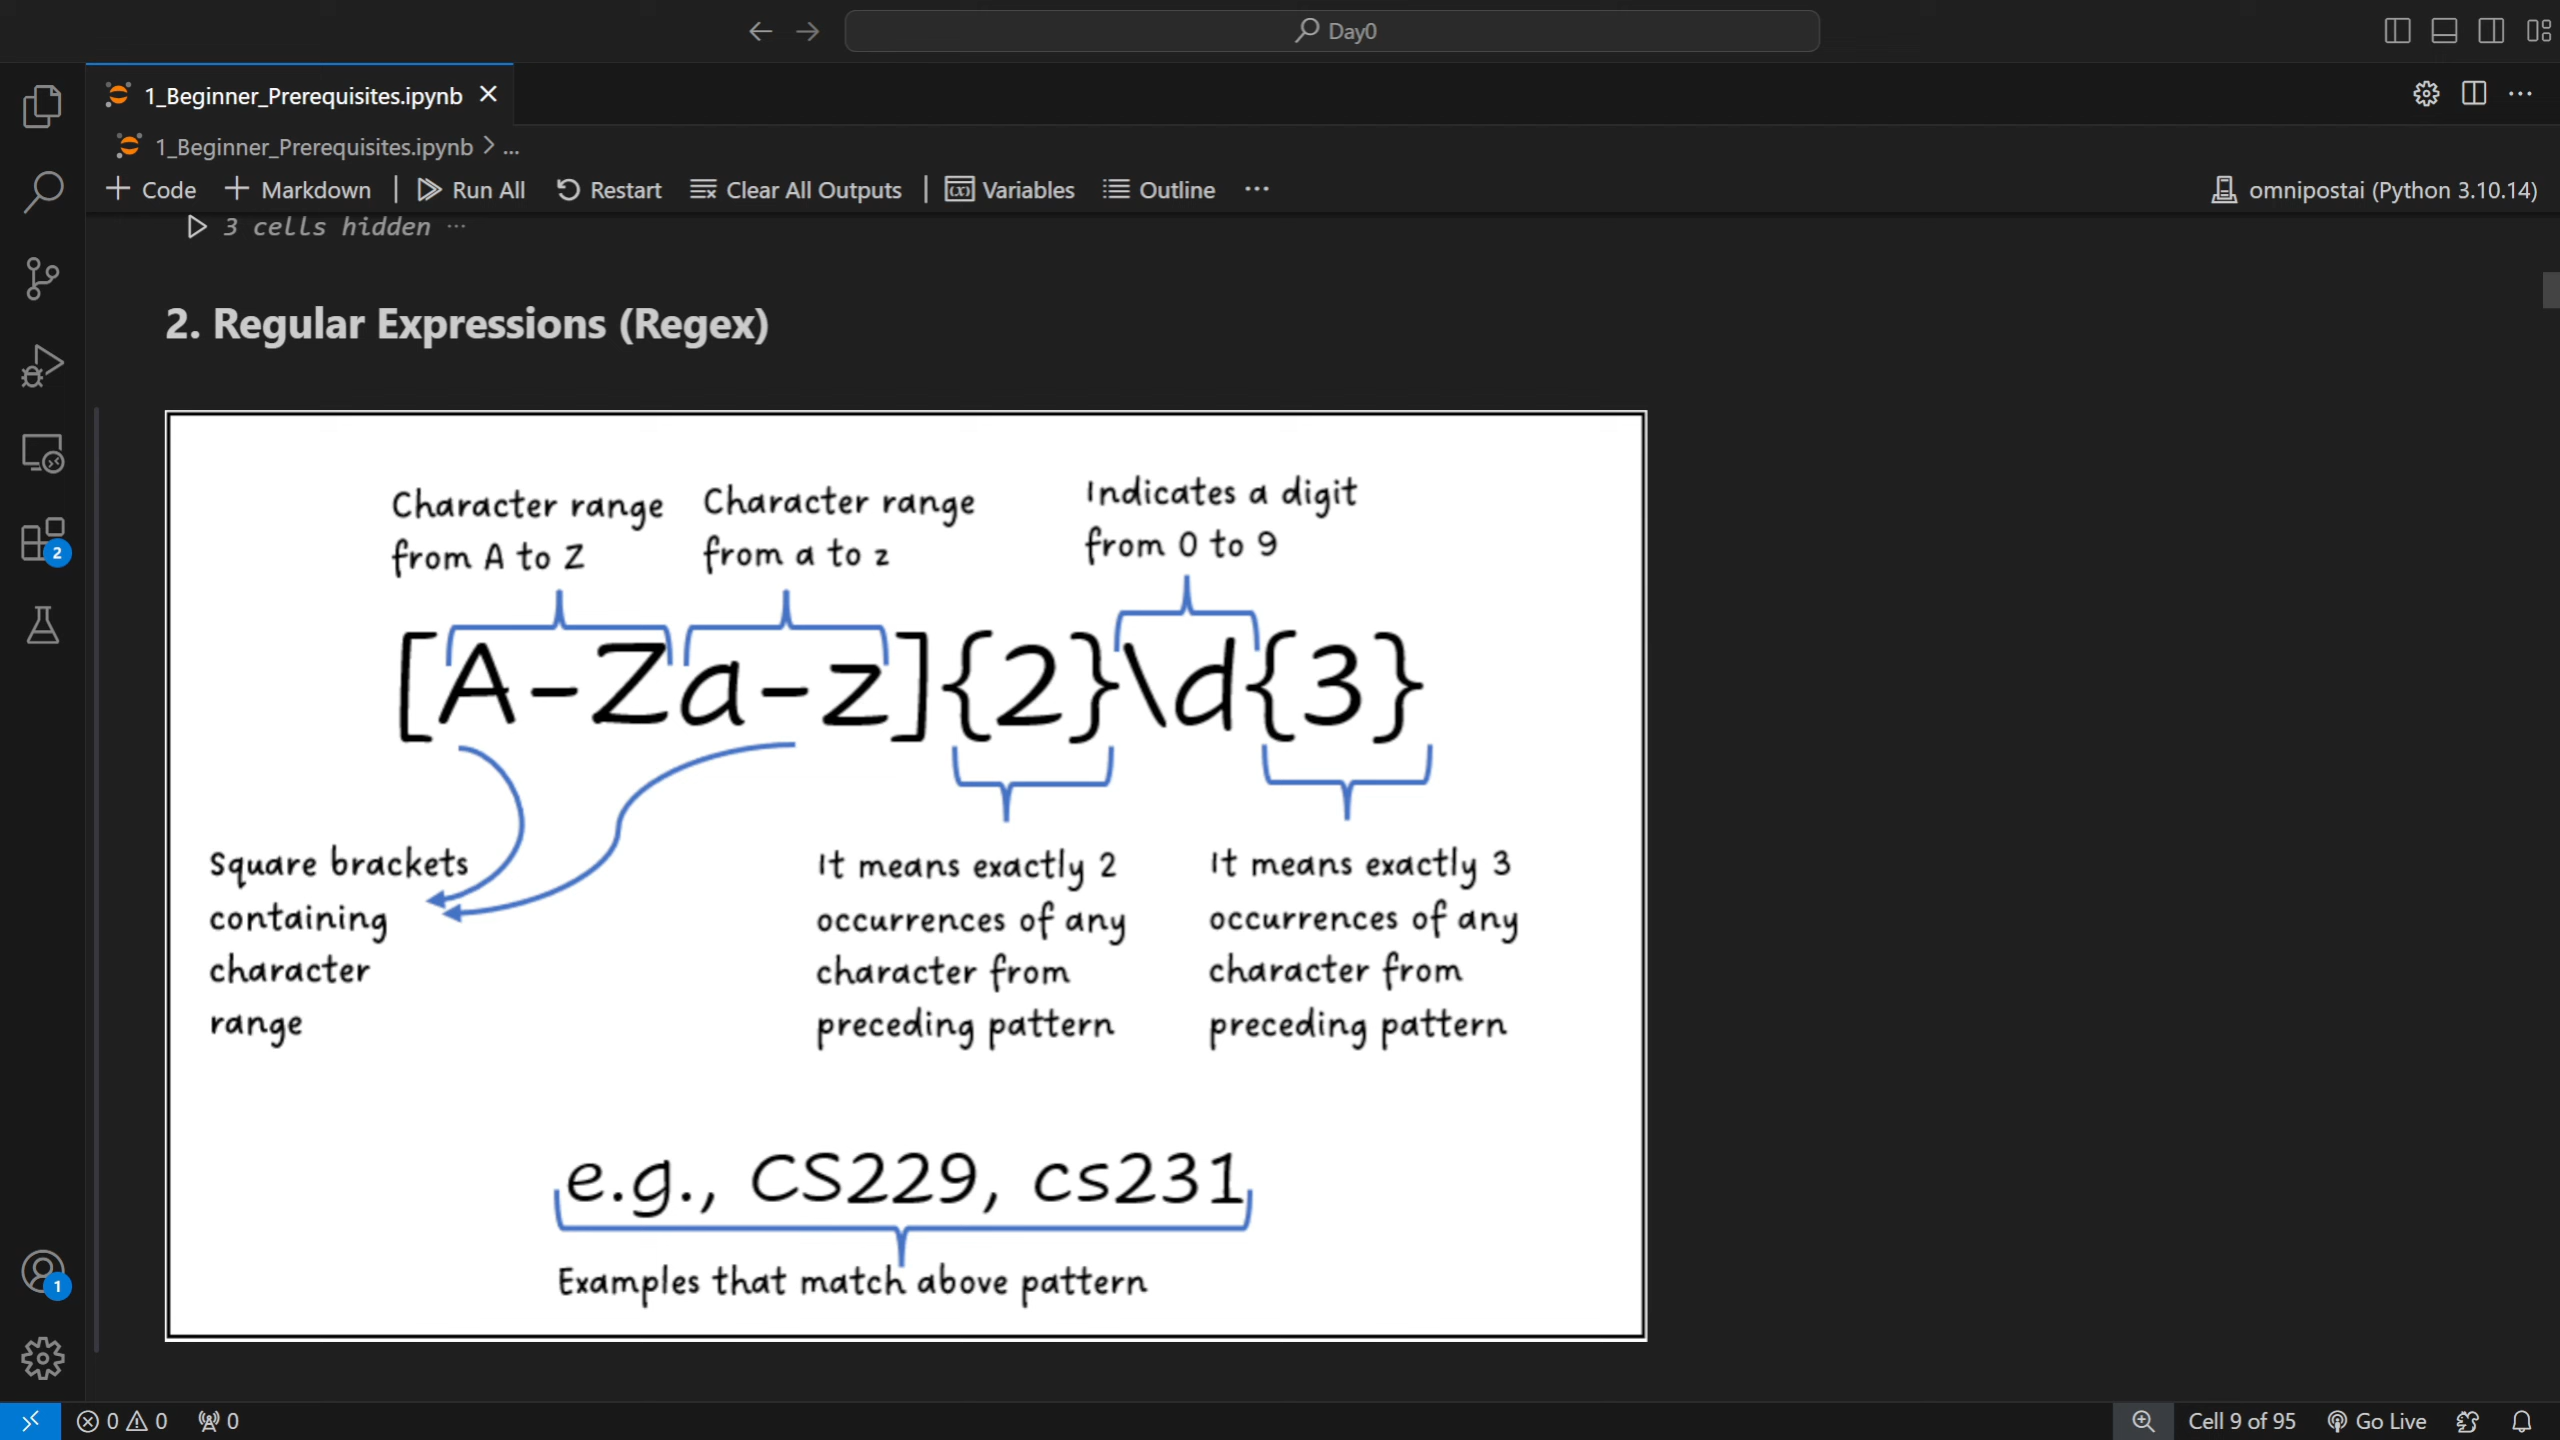 Day0
1_Beginner_Prerequisites.ipynb
1_Beginner_Prerequisites.ipynb > ...
+ Code + Markdown | Run All Restart Clear All Outputs | Variables Outline ... omnipostai (Python 3.10.14)
3 cells hidden ...
2. Regular Expressions (Regex)
Character range
from A to Z
Character range
from a to z
Indicates a digit
from 0 to 9
[A-Za-z]{2}\d{3}
Square brackets
containing
character
range
It means exactly 2
occurrences of any
character from
preceding pattern
It means exactly 3
occurrences of any
character from
preceding pattern
e.g., CS229, cs231
Examples that match above pattern
2
1
0 0 0 Cell 9 of 95 Go Live